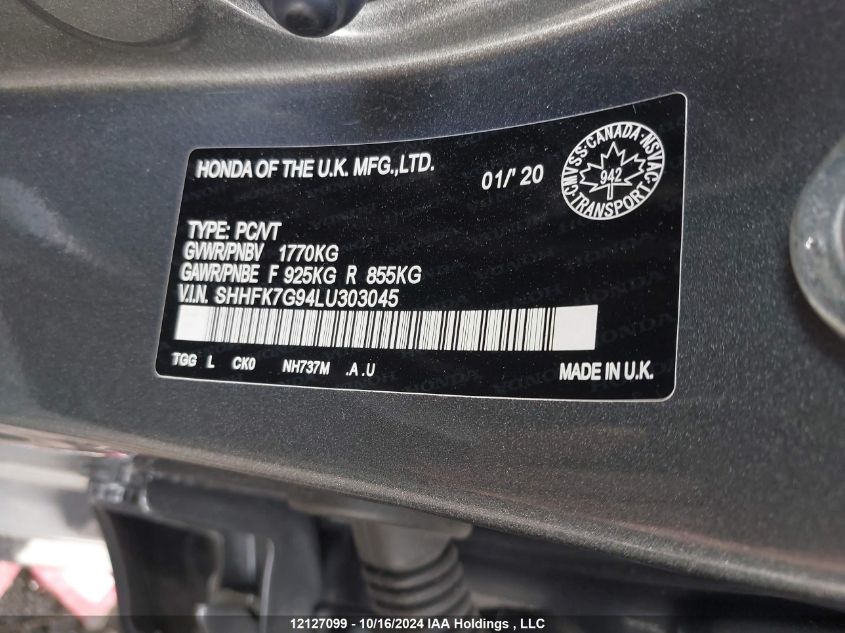 HONDA OF THE U.K. MFG.,LTD.
01/' 20
CMVSS · CANADA · NSVAC
942
· TRANSPORT ·
TYPE: PC/VT
GVWR/PNBV 1770KG
GAWR/PNBE F 925KG R 855KG
V.I.N. SHHFK7G94LU303045
TGG L CK0 NH737M .A .U
MADE IN U.K.
12127099 - 10/16/2024 IAA Holdings , LLC